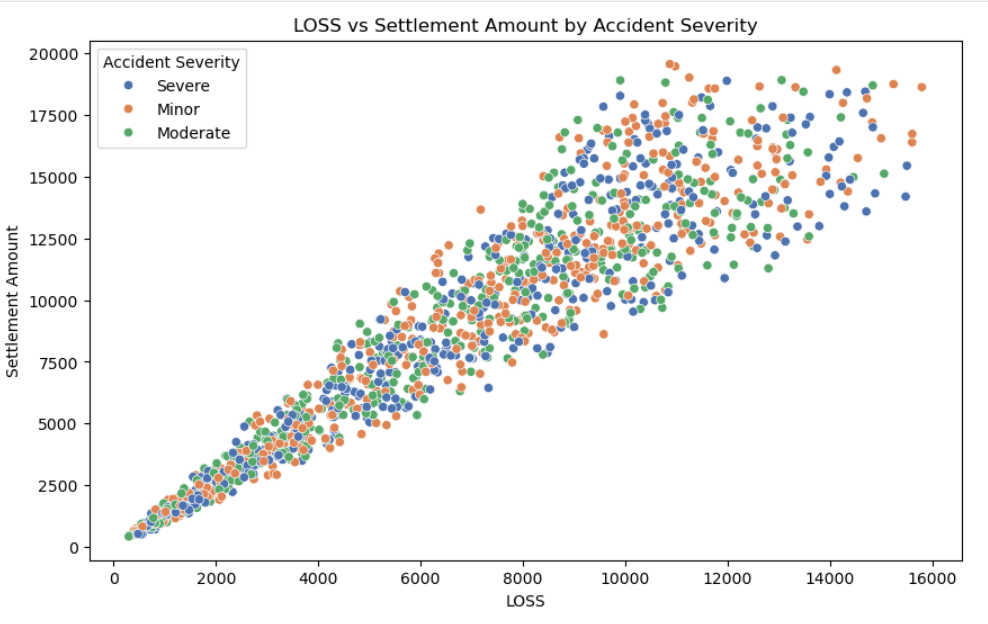 LOSS vs Settlement Amount by Accident Severity
Accident Severity
Severe
Minor
Moderate
Settlement Amount
20000
17500
15000
12500
10000
7500
5000
2500
0
0 2000 4000 6000 8000 10000 12000 14000 16000
LOSS